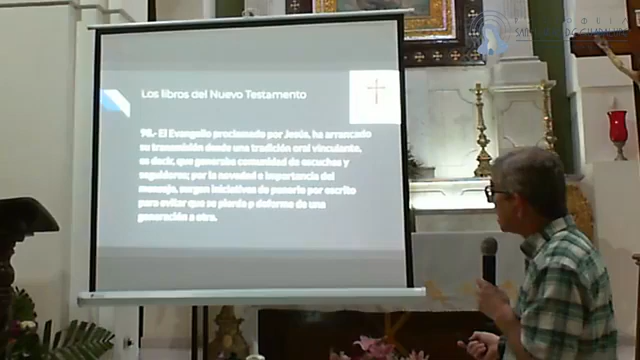 Los libros del Nuevo Testamento
98.- El Evangelio proclamado por Jesús, ha arrancado
su transmisión desde una tradición oral vinculante,
es decir, que generaba comunidad de escuchas y
seguidores; por la novedad e importancia del
mensaje, surgen iniciativas de ponerlo por escrito
para evitar que se pierda o deforme de una
generación a otra.